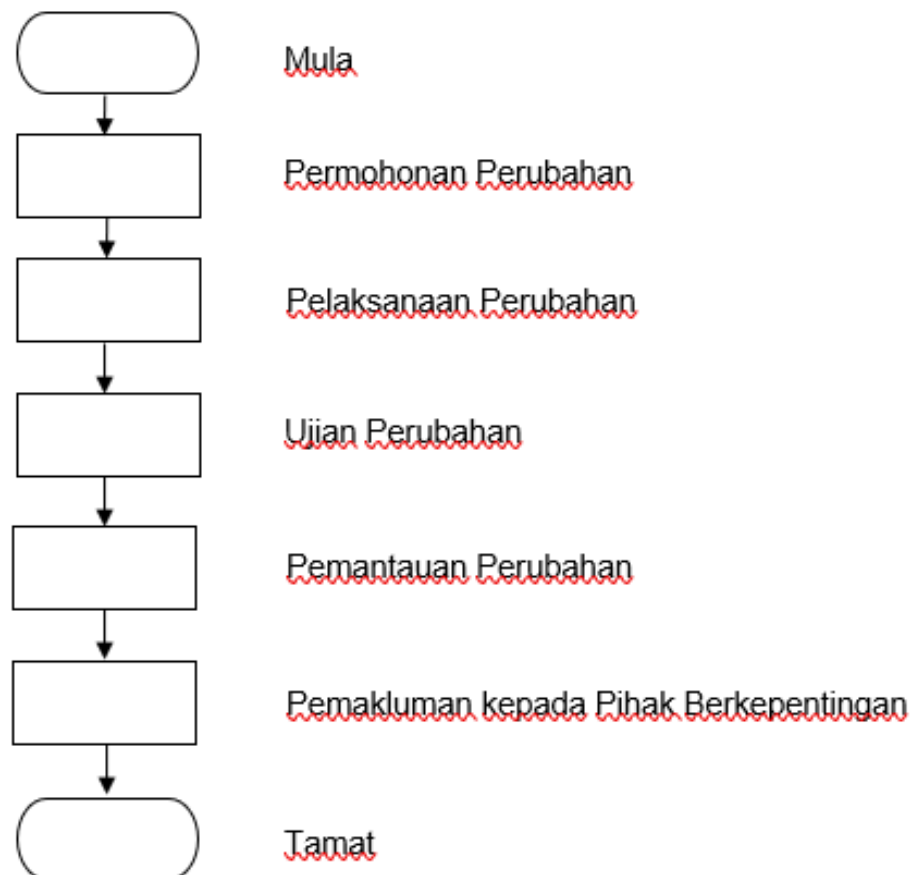 Mula
Permohonan Perubahan
Pelaksanaan Perubahan
Ujian Perubahan
Pemantauan Perubahan
Pemakluman kepada Pihak Berkepentingan
Tamat